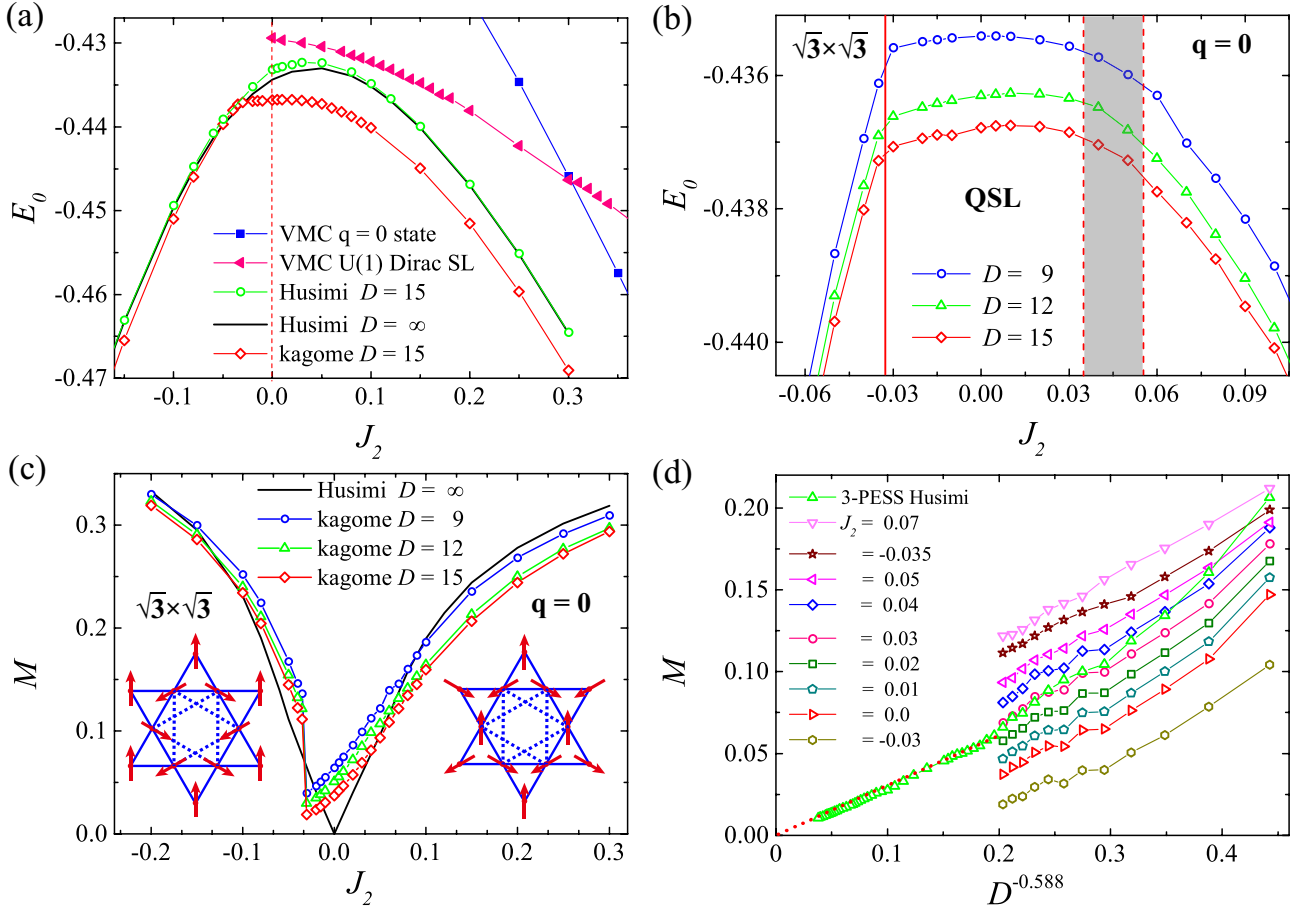 (a)
-0.43
-0.44
-0.45
-0.46
-0.47
E0
VMC q = 0 state
VMC U(1) Dirac SL
Husimi D = 15
Husimi D = ∞
kagome D = 15
-0.1 0.0 0.1 0.2 0.3
J2
(b)
√3×√3
q = 0
-0.436
-0.438
-0.440
E0
QSL
D = 9
D = 12
D = 15
-0.06 -0.03 0.00 0.03 0.06 0.09
J2
(c)
0.3
0.2
0.1
0.0
M
Husimi D = ∞
kagome D = 9
kagome D = 12
kagome D = 15
√3×√3
q = 0
-0.2 -0.1 0.0 0.1 0.2 0.3
J2
(d)
0.20
0.15
0.10
0.05
0.00
M
3-PESS Husimi
J2 = 0.07
= -0.035
= 0.05
= 0.04
= 0.03
= 0.02
= 0.01
= 0.0
= -0.03
0 0.1 0.2 0.3 0.4
D-0.588